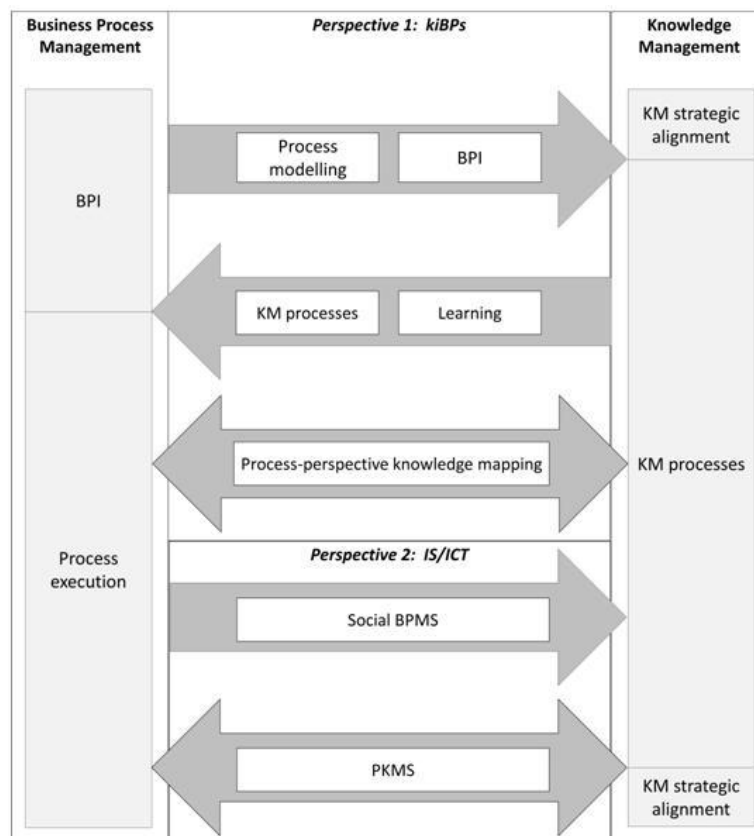 Business Process
Management
Perspective 1: kiBPs
Knowledge
Management
KM strategic
alignment
Process
modelling
BPI
BPI
KM processes
Learning
Process-perspective knowledge mapping
KM processes
Perspective 2: IS/ICT
Process
execution
Social BPMS
PKMS
KM strategic
alignment